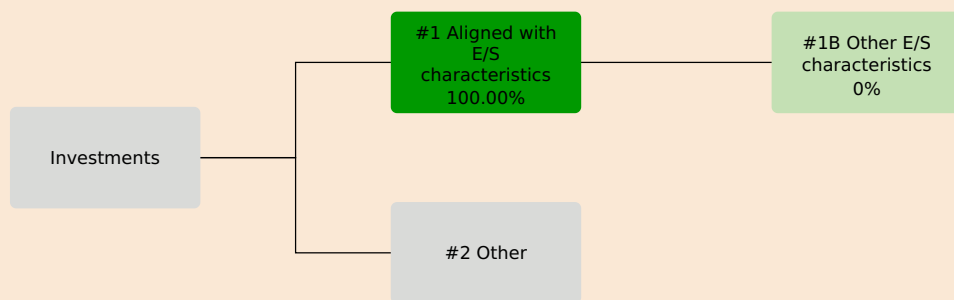 #1 Aligned with
E/S
characteristics
100.00%
#1B Other E/S
characteristics
0%
Investments
#2 Other